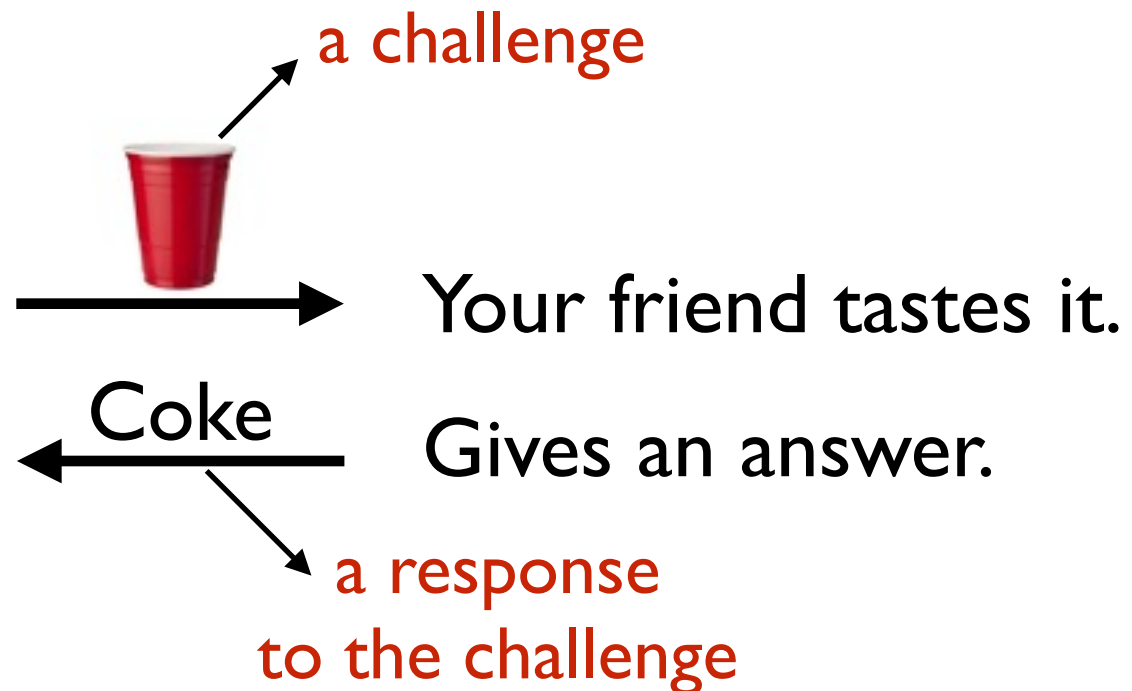 a challenge
Your friend tastes it.
Coke
Gives an answer.
a response
to the challenge